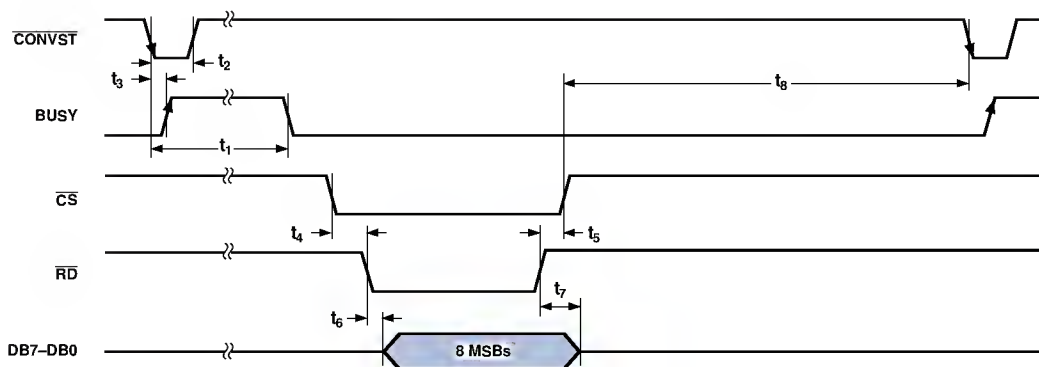 CONVST
t3
t2
t8
BUSY
t1
CS
t4
t5
RD
t7
t6
DB7–DB0
8 MSBs